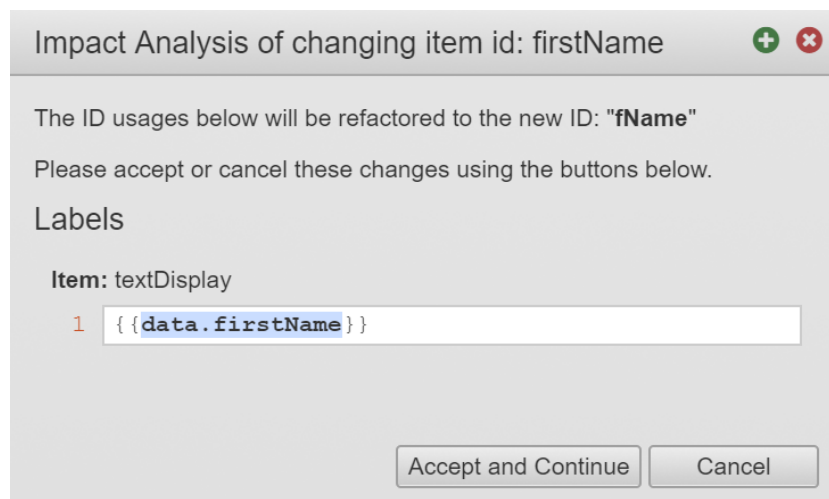 Impact Analysis of changing item id: firstName
The ID usages below will be refactored to the new ID: "fName"
Please accept or cancel these changes using the buttons below.
Labels
Item: textDisplay
1 {{data.firstName}}
Accept and Continue Cancel